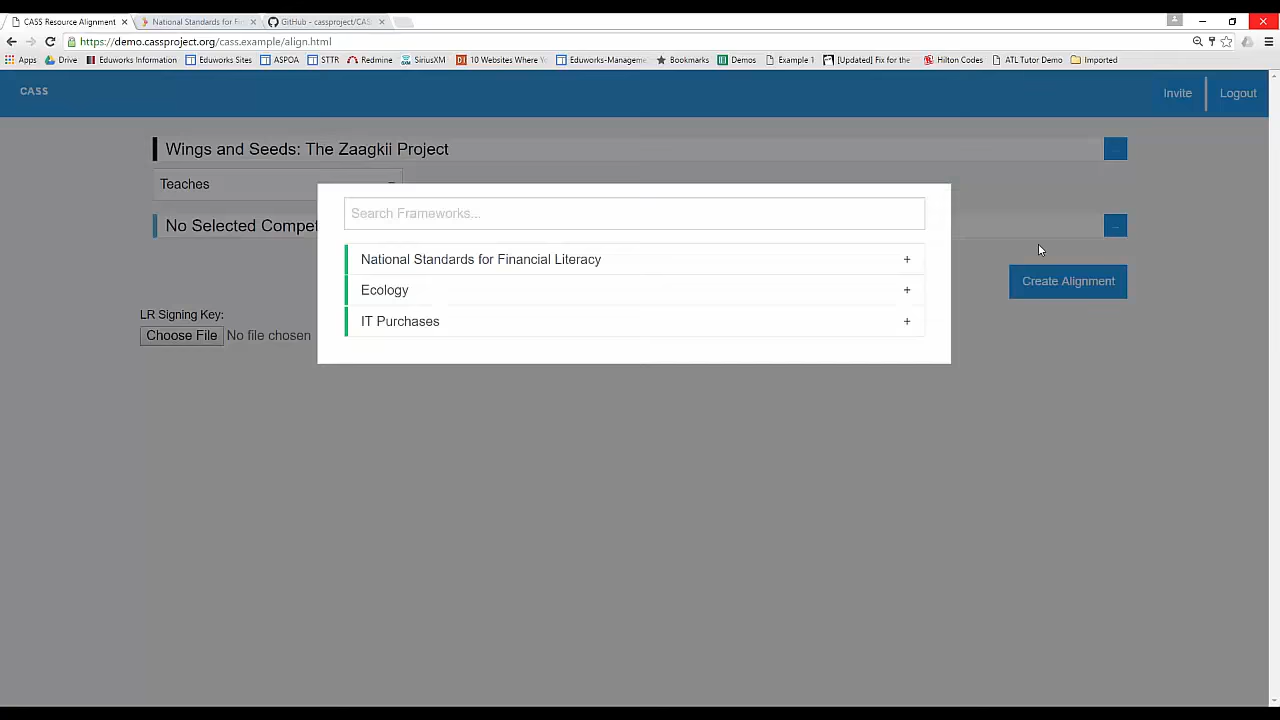 CASS Resource Alignment
National Standards for Fi
GitHub - cassproject/CAS
https://demo.cassproject.org/cass.example/align.html
Apps Drive Eduworks Information Eduworks Sites ASPOA STTR Redmine SiriusXM 10 Websites Where Y Eduworks-Manageme Bookmarks Demos Example 1 [Updated] Fix for the Hilton Codes ATL Tutor Demo Imported
CASS
Invite
Logout
Wings and Seeds: The Zaagkii Project
...
Teaches
Search Frameworks...
No Selected Compet
...
National Standards for Financial Literacy +
Ecology +
Create Alignment
LR Signing Key:
IT Purchases +
Choose File No file chosen